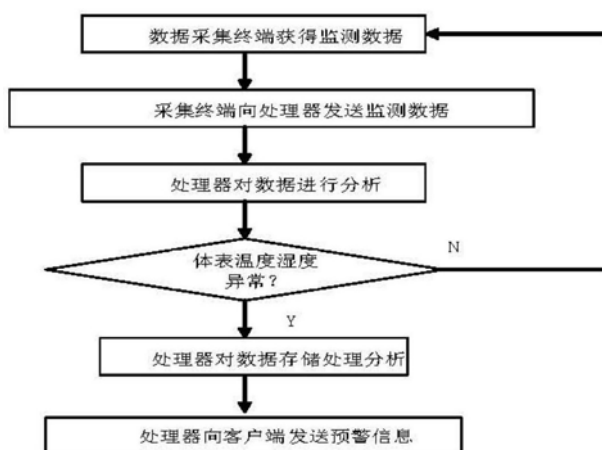 数据采集终端获得监测数据
采集终端向处理器发送监测数据
处理器对数据进行分析
体表温度湿度
异常?
N
Y
处理器对数据存储处理分析
处理器向客户端发送预警信息